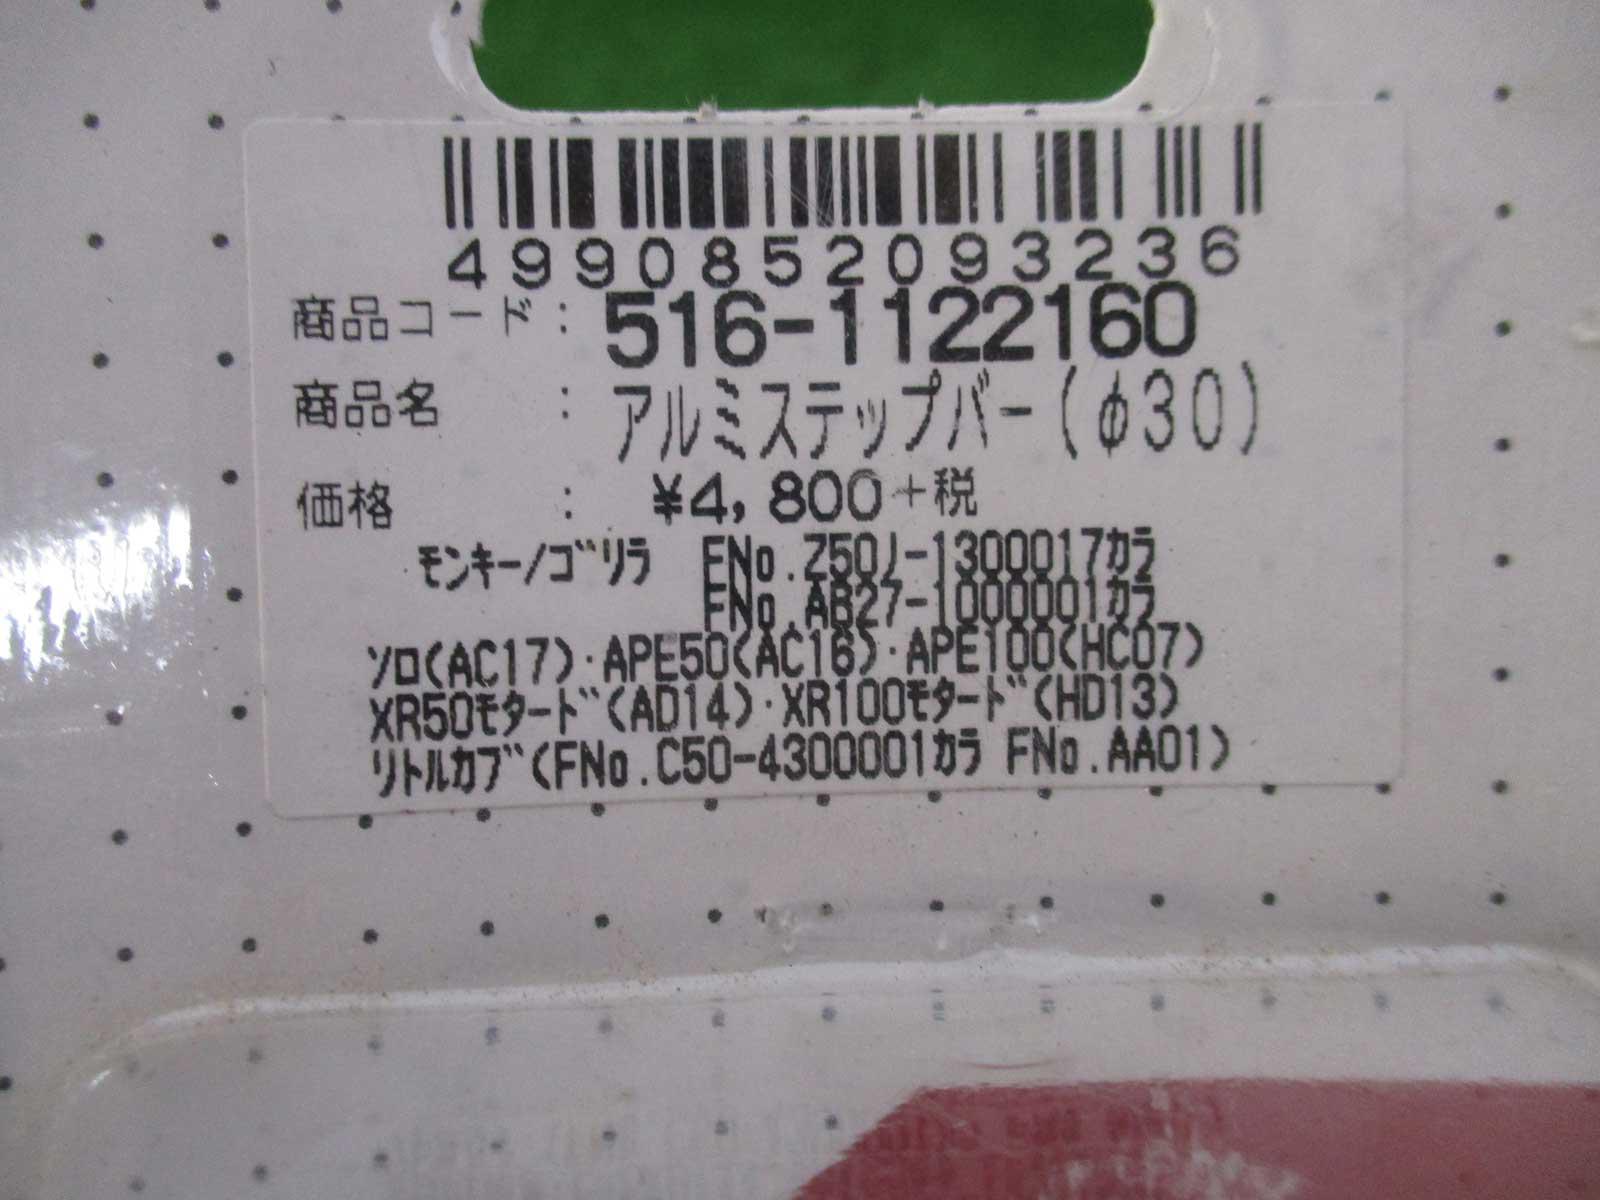 4990852093236
商品コード : 516-1122160
商品名 : アルミステップバー(φ30)
価格 : ¥4,800+税
ﾓﾝｷｰ/ｺﾞﾘﾗ FNo.Z50J-1300017ｶﾗ
FNo.AB27-1000001ｶﾗ
ｿﾛ(AC17)･APE50(AC16)･APE100(HC07)
XR50ﾓﾀｰﾄﾞ(AD14)･XR100ﾓﾀｰﾄﾞ(HD13)
ﾘﾄﾙｶﾌﾞ(FNo.C50-4300001ｶﾗ FNo.AA01)